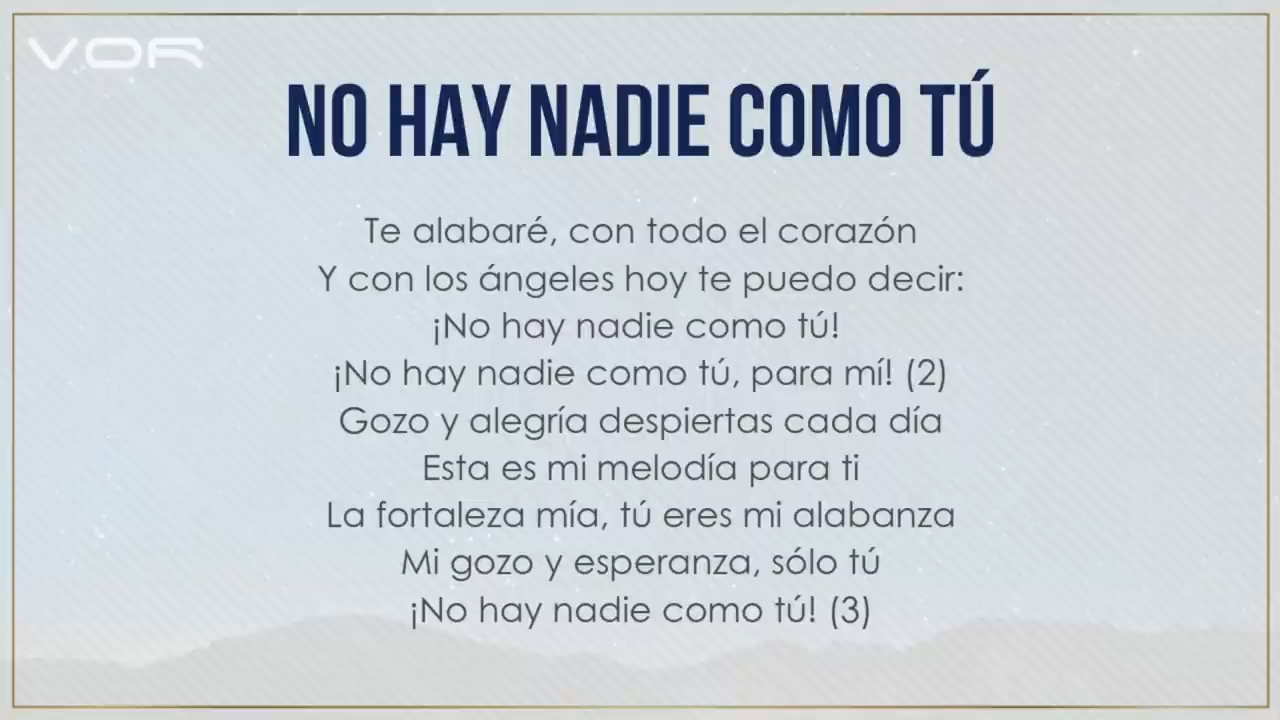 VOR
NO HAY NADIE COMO TÚ
Te alabaré, con todo el corazón
Y con los ángeles hoy te puedo decir:
¡No hay nadie como tú!
¡No hay nadie como tú, para mí! (2)
Gozo y alegría despiertas cada día
Esta es mi melodía para ti
La fortaleza mía, tú eres mi alabanza
Mi gozo y esperanza, sólo tú
¡No hay nadie como tú! (3)